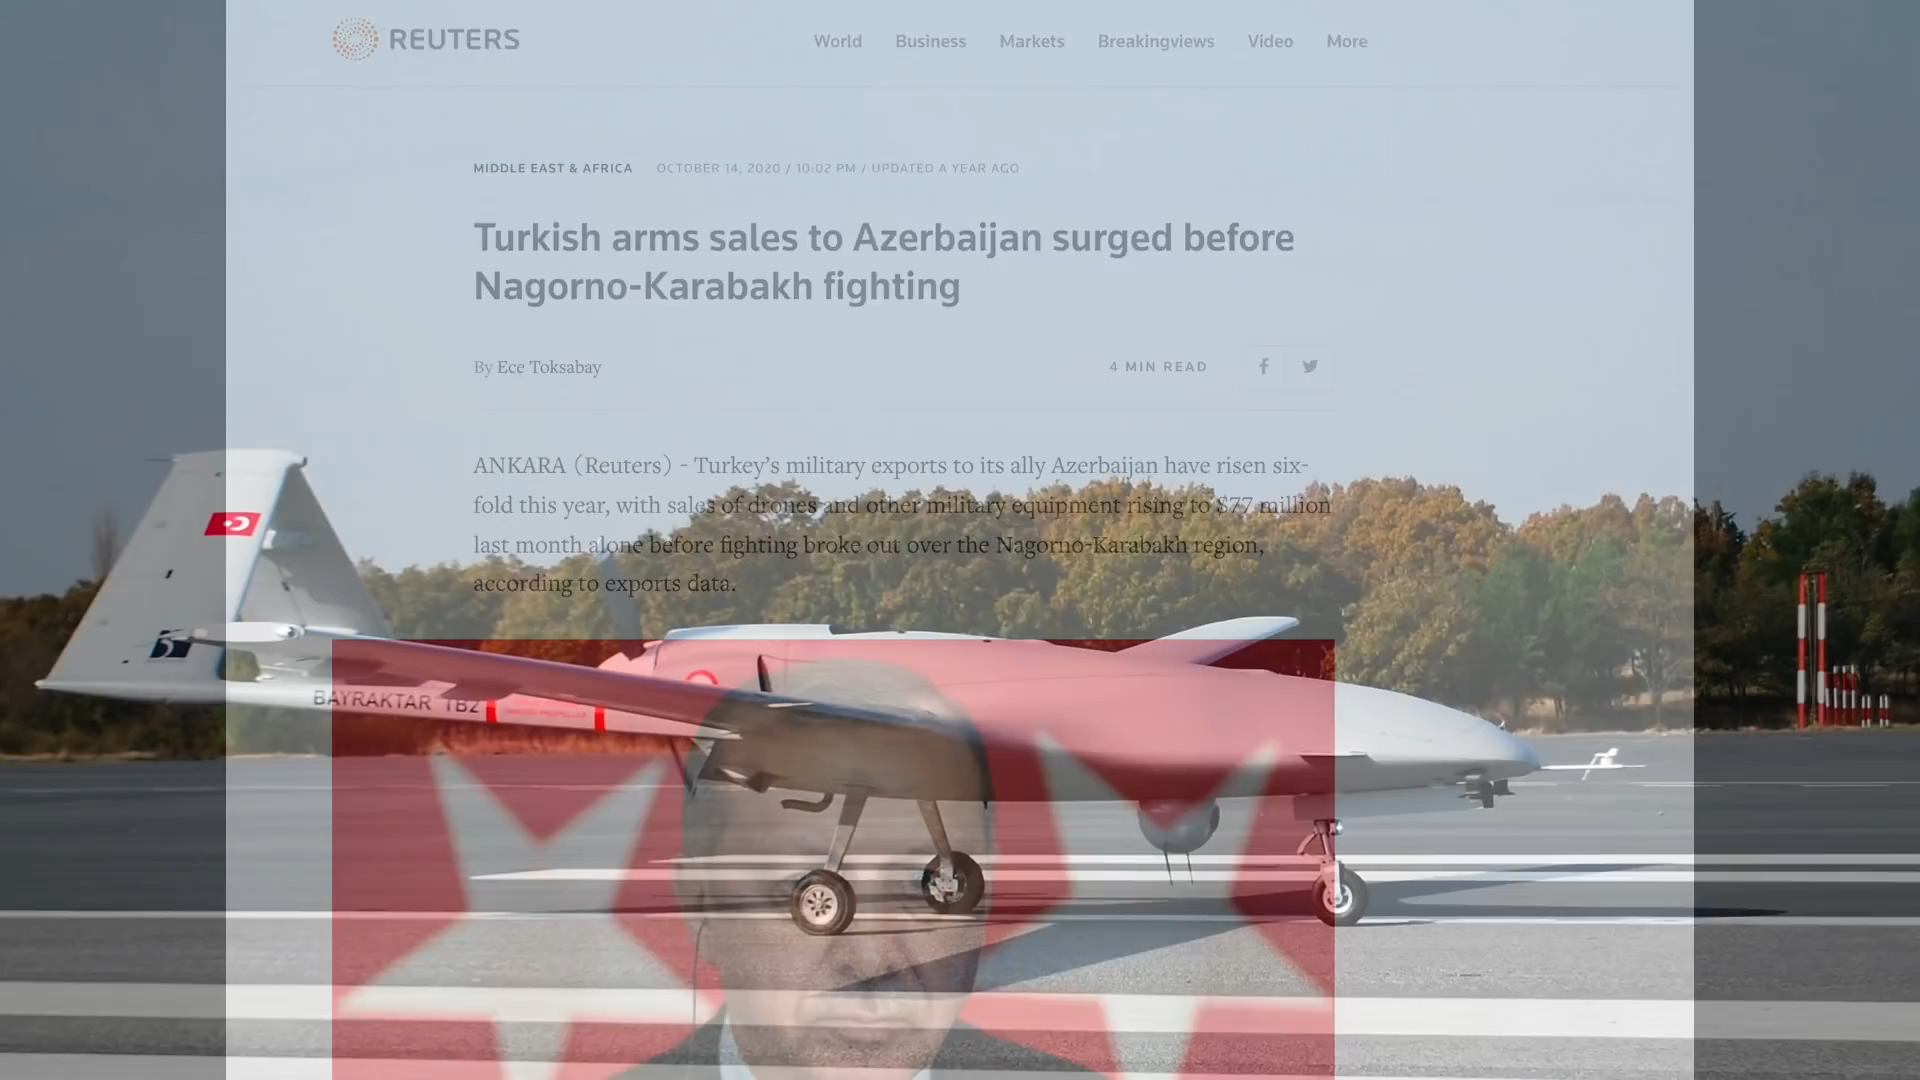 REUTERS
World Business Markets Breakingviews Video More
MIDDLE EAST & AFRICA OCTOBER 14, 2020 / 10:02 PM / UPDATED A YEAR AGO
Turkish arms sales to Azerbaijan surged before
Nagorno-Karabakh fighting
By Ece Toksabay
4 MIN READ
ANKARA (Reuters) - Turkey’s military exports to its ally Azerbaijan have risen six-
fold this year, with sales of drones and other military equipment rising to $77 million
last month alone before fighting broke out over the Nagorno-Karabakh region,
according to exports data.
BAYRAKTAR TB2